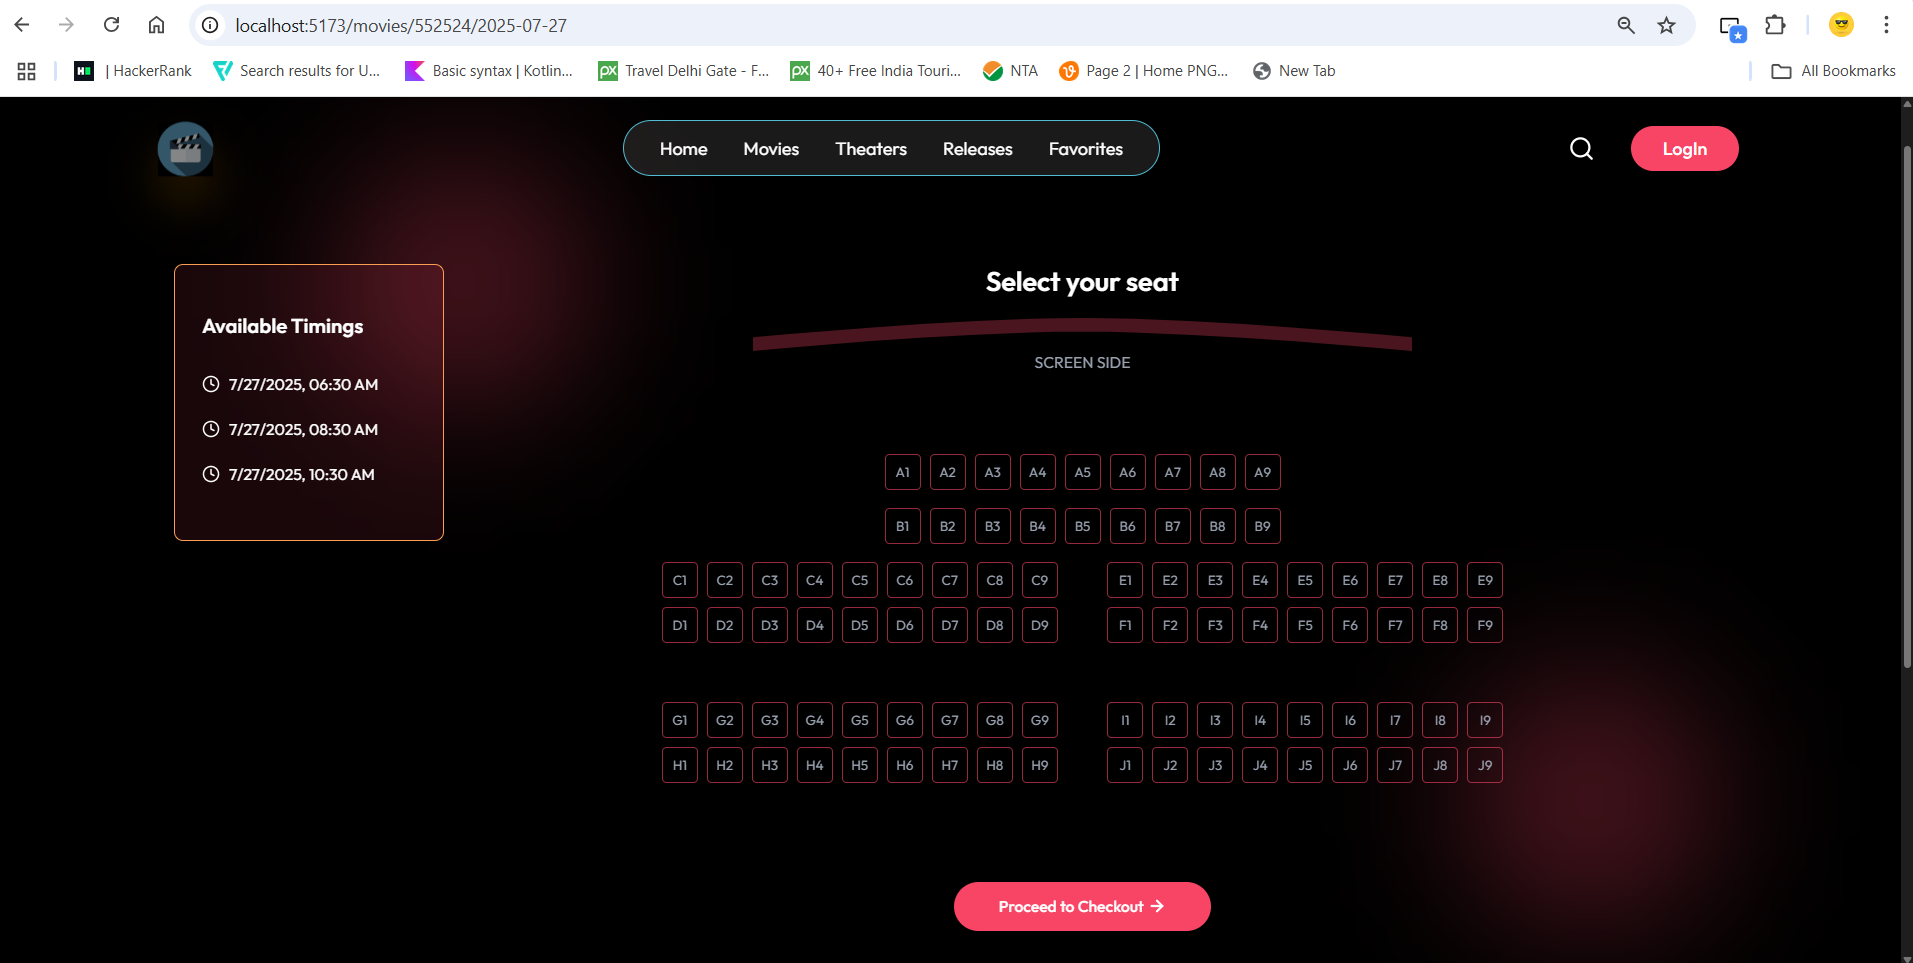 localhost:5173/movies/552524/2025-07-27
| HackerRank Search results for U... Basic syntax | Kotlin... Travel Delhi Gate - F... 40+ Free India Touri... NTA Page 2 | Home PNG... New Tab All Bookmarks
Home Movies Theaters Releases Favorites LogIn
Available Timings
7/27/2025, 06:30 AM
7/27/2025, 08:30 AM
7/27/2025, 10:30 AM
Select your seat
SCREEN SIDE
A1 A2 A3 A4 A5 A6 A7 A8 A9
B1 B2 B3 B4 B5 B6 B7 B8 B9
C1 C2 C3 C4 C5 C6 C7 C8 C9 E1 E2 E3 E4 E5 E6 E7 E8 E9
D1 D2 D3 D4 D5 D6 D7 D8 D9 F1 F2 F3 F4 F5 F6 F7 F8 F9
G1 G2 G3 G4 G5 G6 G7 G8 G9 I1 I2 I3 I4 I5 I6 I7 I8 I9
H1 H2 H3 H4 H5 H6 H7 H8 H9 J1 J2 J3 J4 J5 J6 J7 J8 J9
Proceed to Checkout →